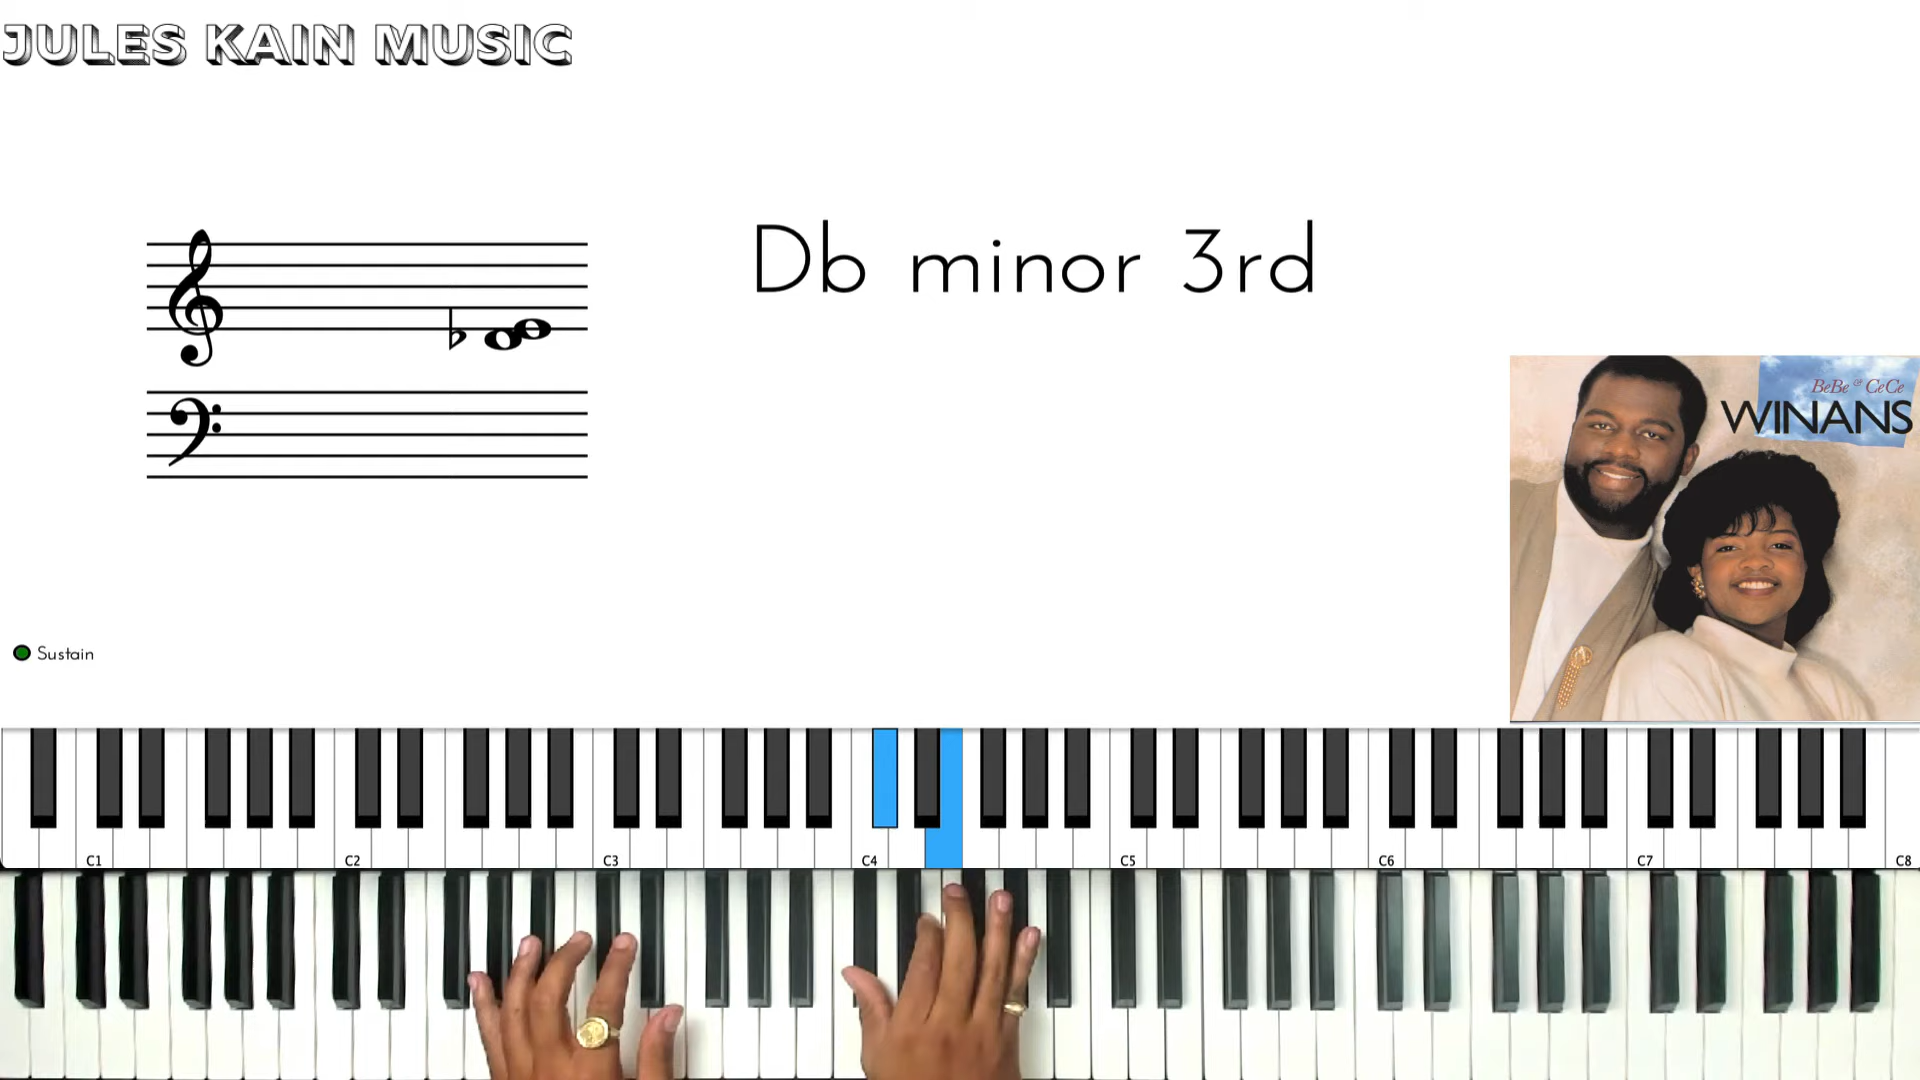 JULES KAIN MUSIC
Db minor 3rd
BeBe & CeCe
WINANS
Sustain
C1 C2 C3 C4 C5 C6 C7 C8